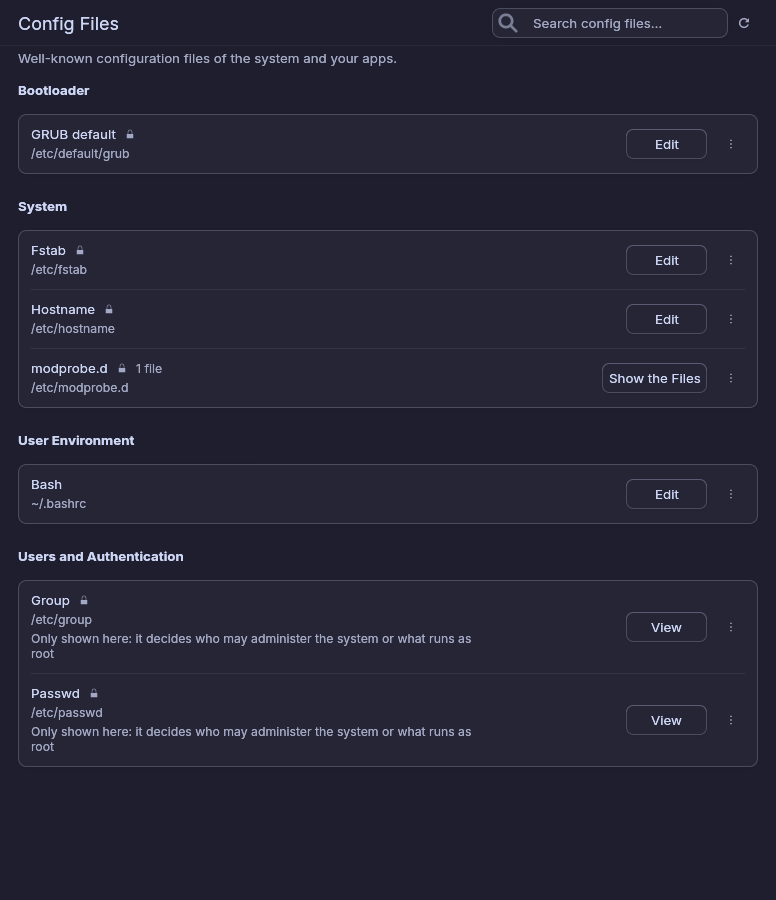 Config Files
Search config files...
Well-known configuration files of the system and your apps.
Bootloader
GRUB default
/etc/default/grub
Edit
System
Fstab
/etc/fstab
Edit
Hostname
/etc/hostname
Edit
modprobe.d 1 file
/etc/modprobe.d
Show the Files
User Environment
Bash
~/.bashrc
Edit
Users and Authentication
Group
/etc/group
Only shown here: it decides who may administer the system or what runs as
root
View
Passwd
/etc/passwd
Only shown here: it decides who may administer the system or what runs as
root
View